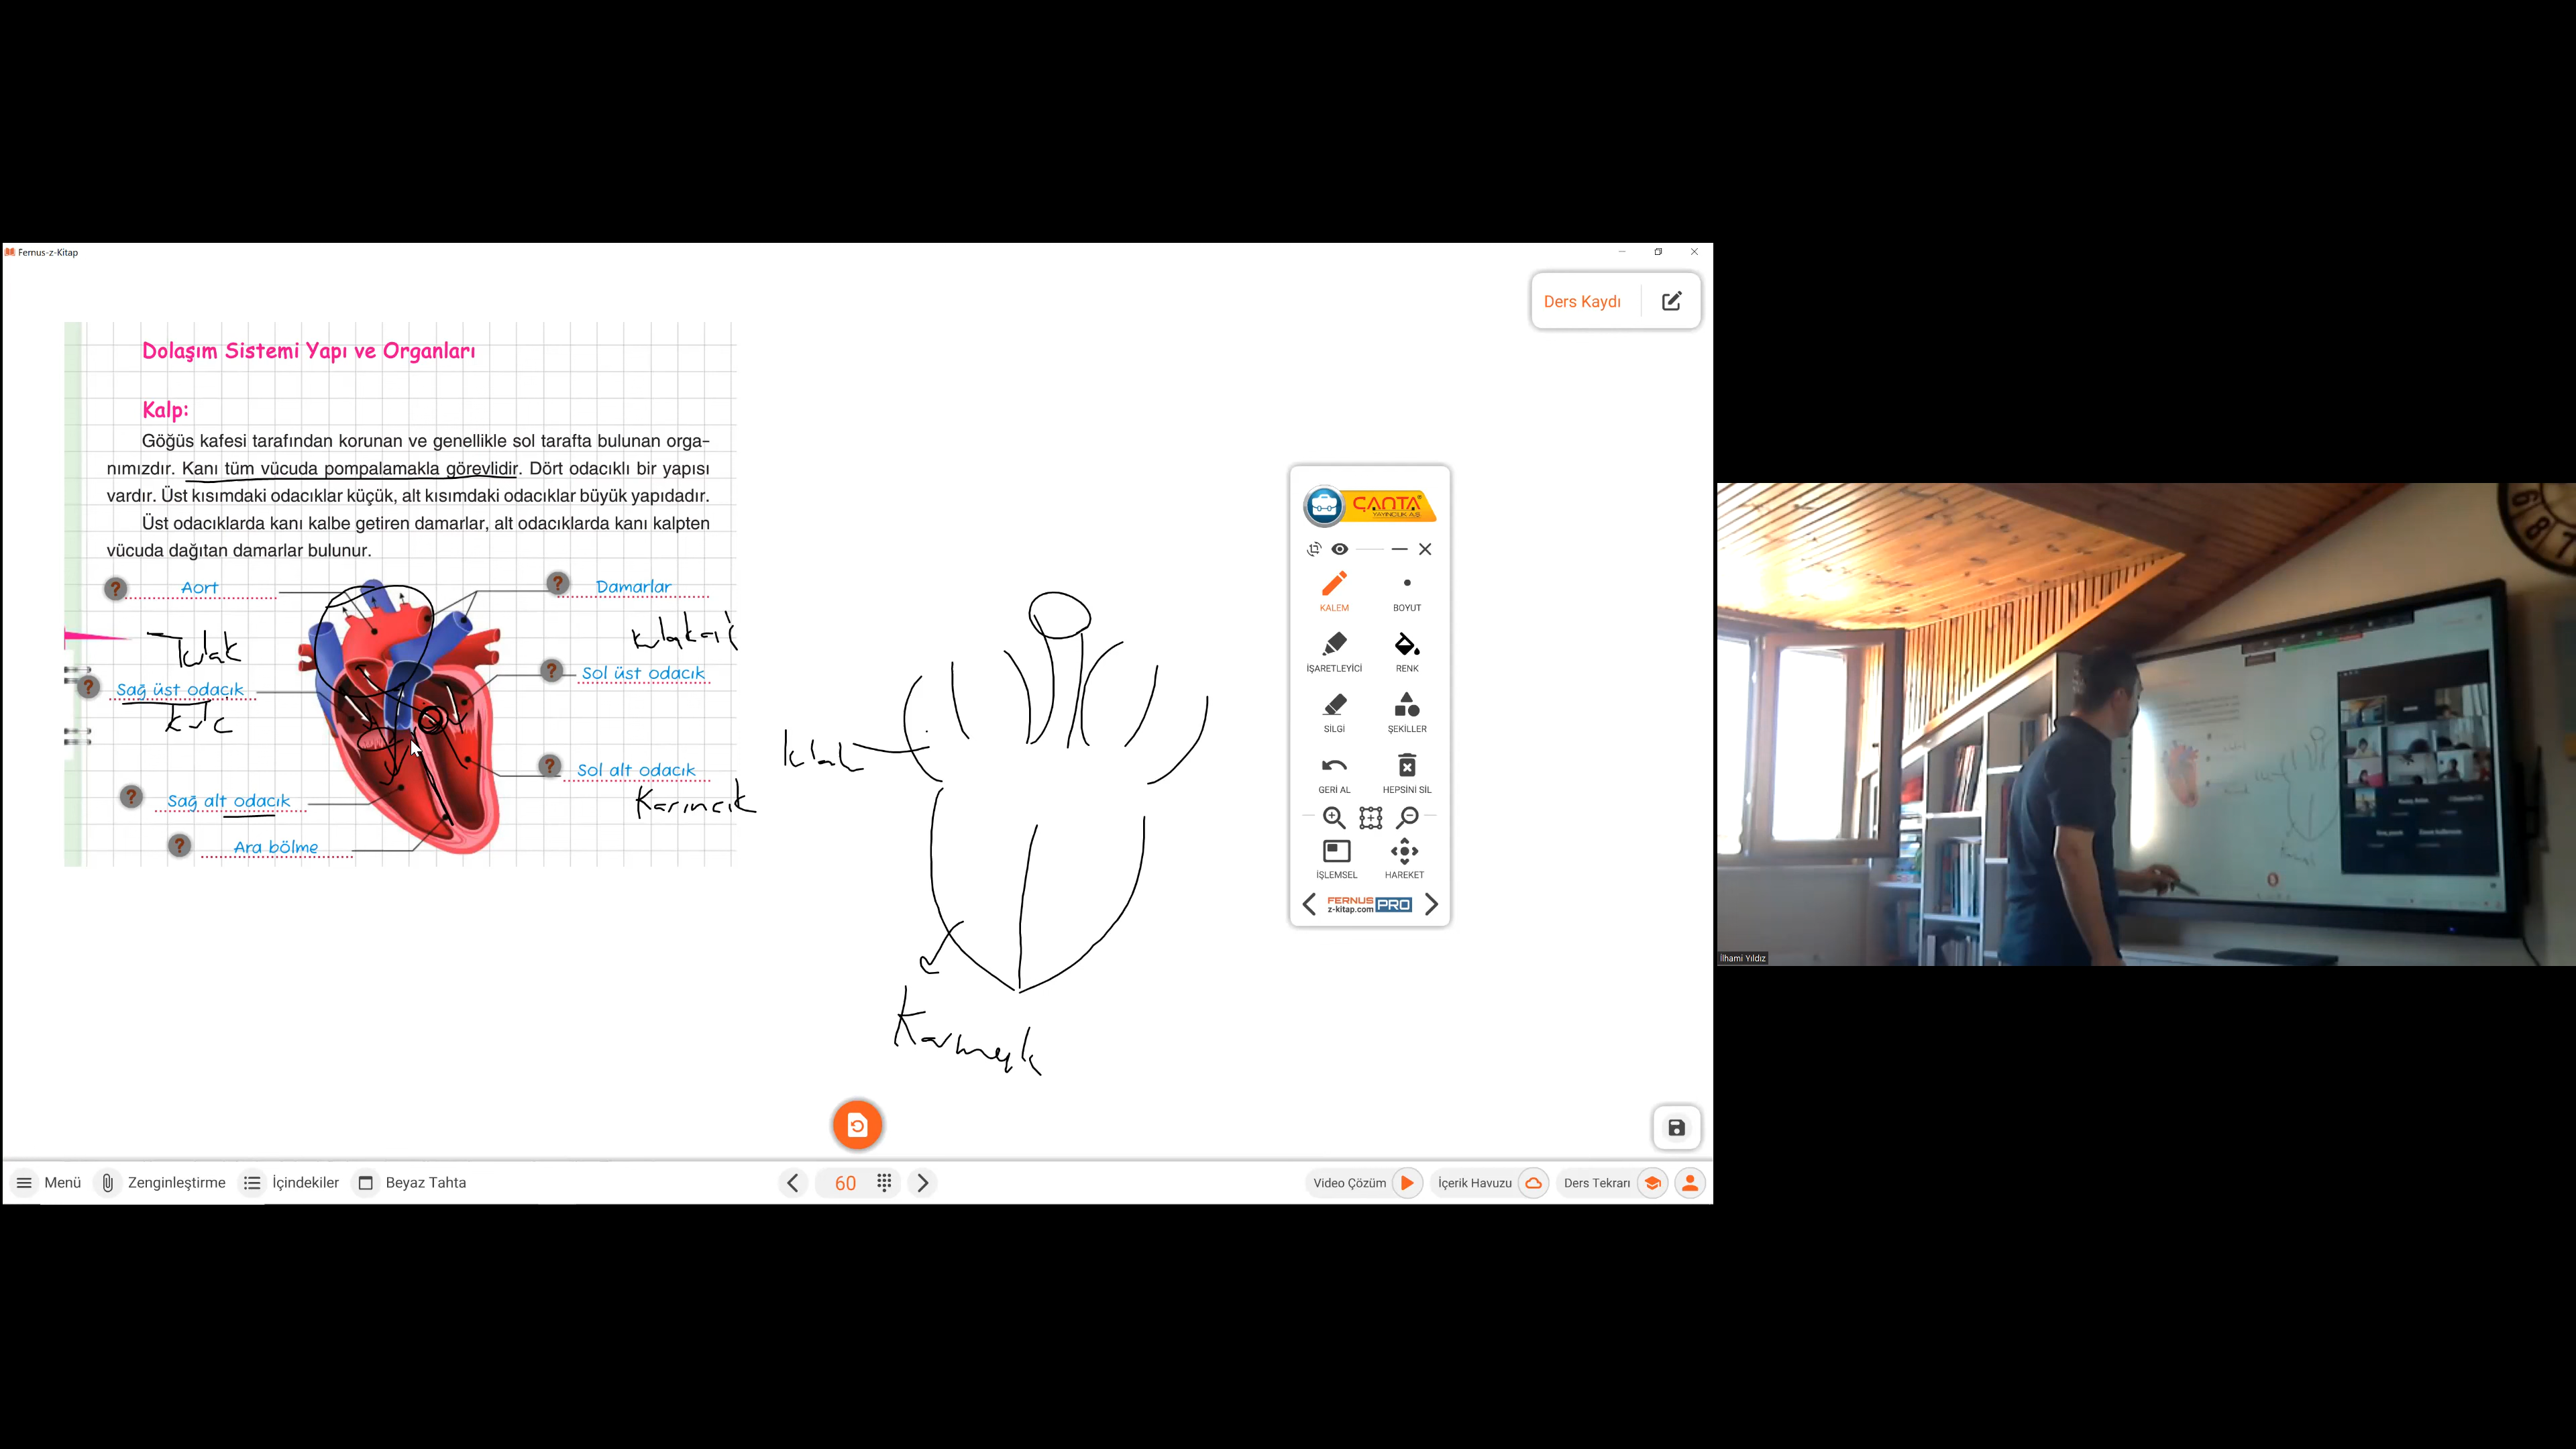 Fernus-z-Kitap
Ders Kaydı
Dolaşım Sistemi Yapı ve Organları
Kalp:
Göğüs kafesi tarafından korunan ve genellikle sol tarafta bulunan orga-
nımızdır. Kanı tüm vücuda pompalamakla görevlidir. Dört odacıklı bir yapısı
vardır. Üst kısımdaki odacıklar küçük, alt kısımdaki odacıklar büyük yapıdadır.
Üst odacıklarda kanı kalbe getiren damarlar, alt odacıklarda kanı kalpten
vücuda dağıtan damarlar bulunur.
? Aort
? Damarlar
? Sağ üst odacık
? Sol üst odacık
? Sol alt odacık
Karıncık
? Sağ alt odacık
? Ara bölme
ÇANTA
YAYINCILIK A.Ş.
KALEM
BOYUT
İŞARETLEYİCİ
RENK
SİLGİ
ŞEKİLLER
GERİ AL
HEPSİNİ SİL
İŞLEMSEL
HAREKET
FERNUS PRO
z-kitap.com
İlhami Yıldız
6
8
7
Menü
Zenginleştirme
İçindekiler
Beyaz Tahta
60
Video Çözüm
İçerik Havuzu
Ders Tekrarı